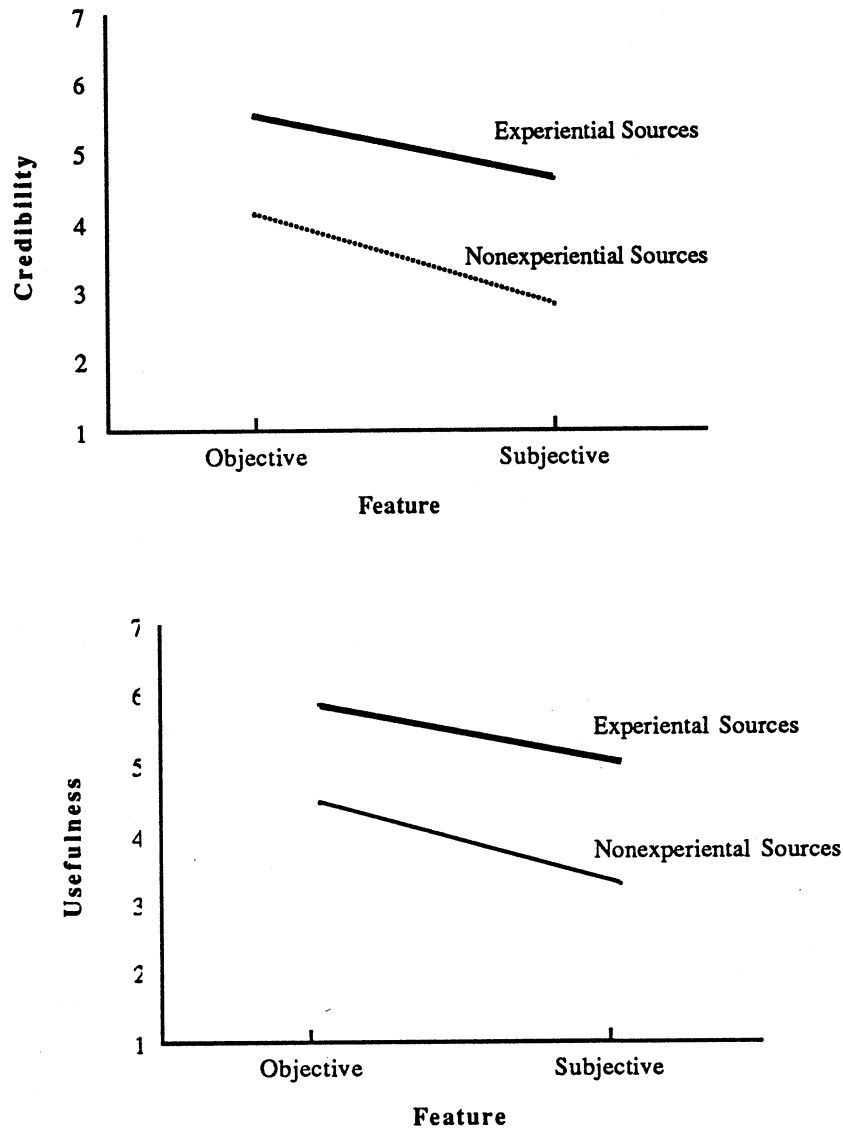 7
6
Experiential Sources
5
Credibility
4
Nonexperiential Sources
3
2
1
Objective Subjective
Feature
7
6
Experiental Sources
5
Usefulness
4
Nonexperiental Sources
3
2
1
Objective Subjective
Feature